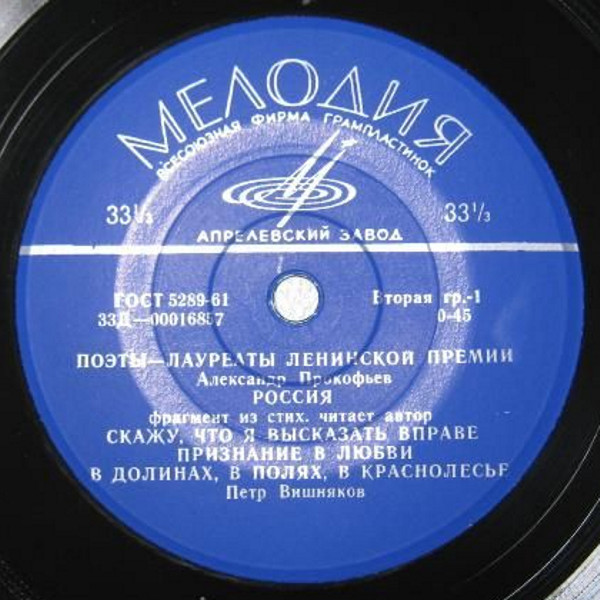 МЕЛОДИЯ
ВСЕСОЮЗНАЯ ФИРМА ГРАМПЛАСТИНОК
33⅓ 33⅓
АПРЕЛЕВСКИЙ ЗАВОД
ГОСТ 5289-61 Вторая гр.-1
33Д—00016857 0-45
ПОЭТЫ—ЛАУРЕАТЫ ЛЕНИНСКОЙ ПРЕМИИ
Александр Прокофьев
РОССИЯ
фрагмент из стих. читает автор
СКАЖУ, ЧТО Я ВЫСКАЗАТЬ ВПРАВЕ
ПРИЗНАНИЕ В ЛЮБВИ
В ДОЛИНАХ, В ПОЛЯХ, В КРАСНОЛЕСЬЕ
Петр Вишняков